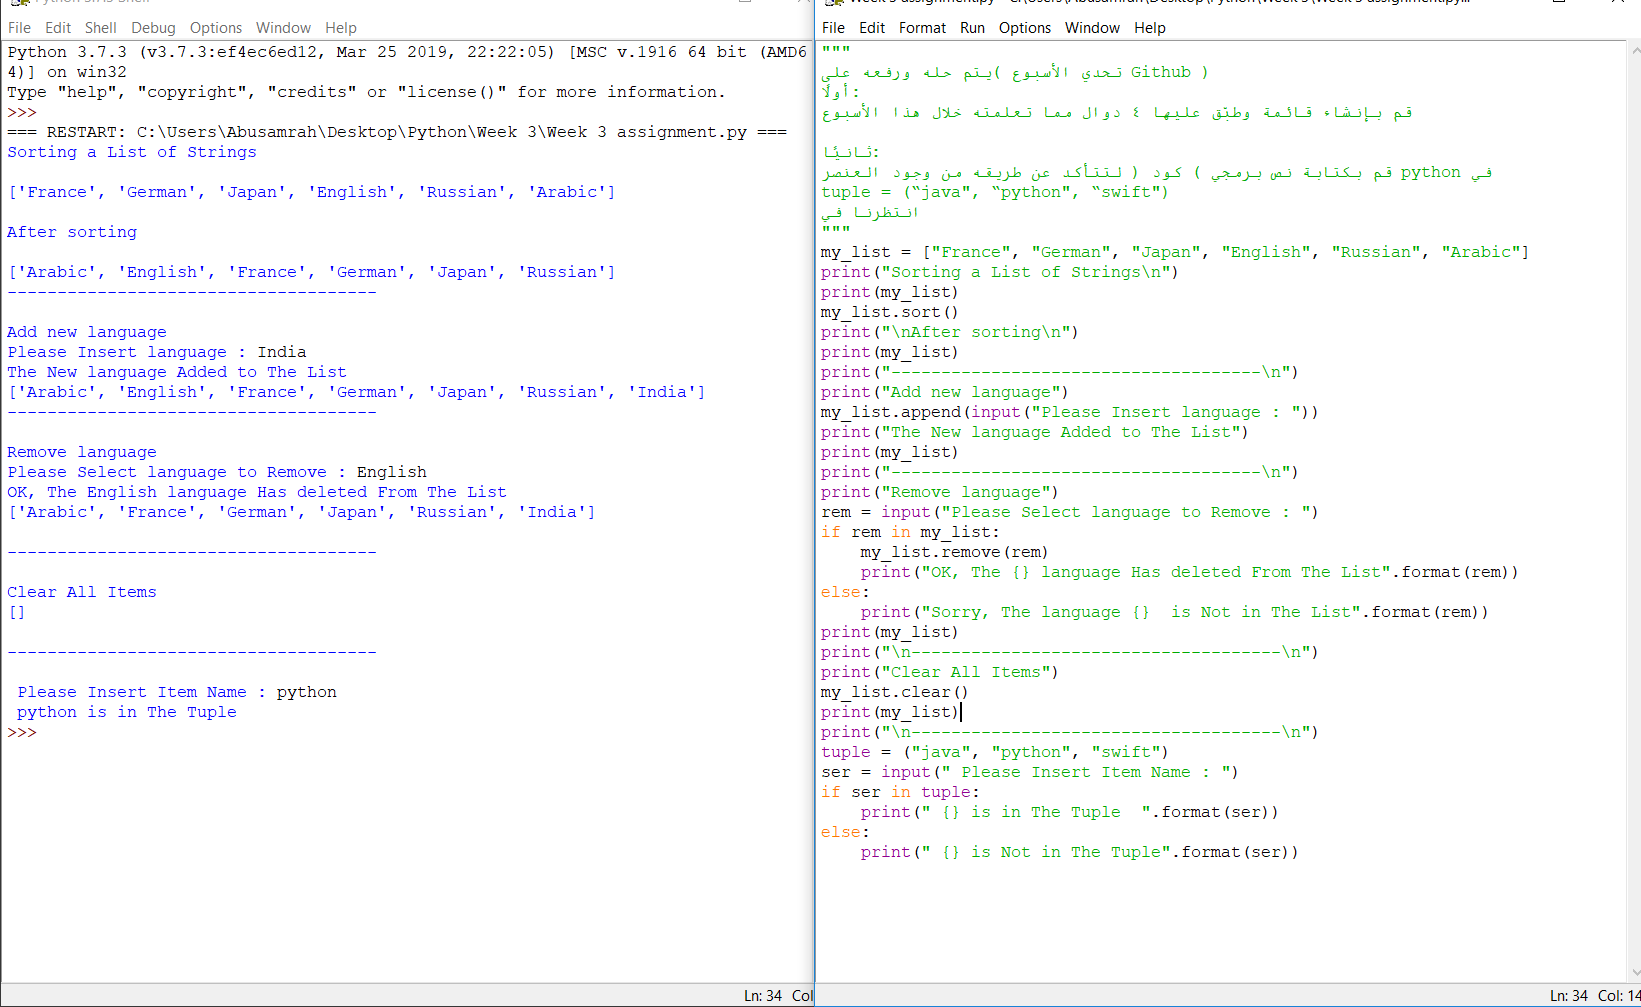 File Edit Shell Debug Options Window Help
Python 3.7.3 (v3.7.3:ef4ec6ed12, Mar 25 2019, 22:22:05) [MSC v.1916 64 bit (AMD6
4)] on win32
Type "help", "copyright", "credits" or "license()" for more information.
>>>
=== RESTART: C:\Users\Abusamrah\Desktop\Python\Week 3\Week 3 assignment.py ===
Sorting a List of Strings
['France', 'German', 'Japan', 'English', 'Russian', 'Arabic']
After sorting
['Arabic', 'English', 'France', 'German', 'Japan', 'Russian']
-------------------------------------
Add new language
Please Insert language : India
The New language Added to The List
['Arabic', 'English', 'France', 'German', 'Japan', 'Russian', 'India']
-------------------------------------
Remove language
Please Select language to Remove : English
OK, The English language Has deleted From The List
['Arabic', 'France', 'German', 'Japan', 'Russian', 'India']
-------------------------------------
Clear All Items
[]
-------------------------------------
 Please Insert Item Name : python
 python is in The Tuple
>>>
Ln: 34 Col
File Edit Format Run Options Window Help
"""
تحدي الأسبوع )يتم حله ورفعه على Github )
أولًا:
قم بإنشاء قائمة وطبّق عليها ٤ دوال مما تعلمته خلال هذا الأسبوع
ثانيًا:
قم بكتابة نص برمجي ) كود ( لتتأكد عن طريقه من وجود العنصر python في
tuple = (“java", “python", “swift")
انتظرنا في
"""
my_list = ["France", "German", "Japan", "English", "Russian", "Arabic"]
print("Sorting a List of Strings\n")
print(my_list)
my_list.sort()
print("\nAfter sorting\n")
print(my_list)
print("-------------------------------------\n")
print("Add new language")
my_list.append(input("Please Insert language : "))
print("The New language Added to The List")
print(my_list)
print("-------------------------------------\n")
print("Remove language")
rem = input("Please Select language to Remove : ")
if rem in my_list:
    my_list.remove(rem)
    print("OK, The {} language Has deleted From The List".format(rem))
else:
    print("Sorry, The language {}  is Not in The List".format(rem))
print(my_list)
print("\n-------------------------------------\n")
print("Clear All Items")
my_list.clear()
print(my_list)
print("\n-------------------------------------\n")
tuple = ("java", "python", "swift")
ser = input(" Please Insert Item Name : ")
if ser in tuple:
    print(" {} is in The Tuple  ".format(ser))
else:
    print(" {} is Not in The Tuple".format(ser))
Ln: 34 Col: 14